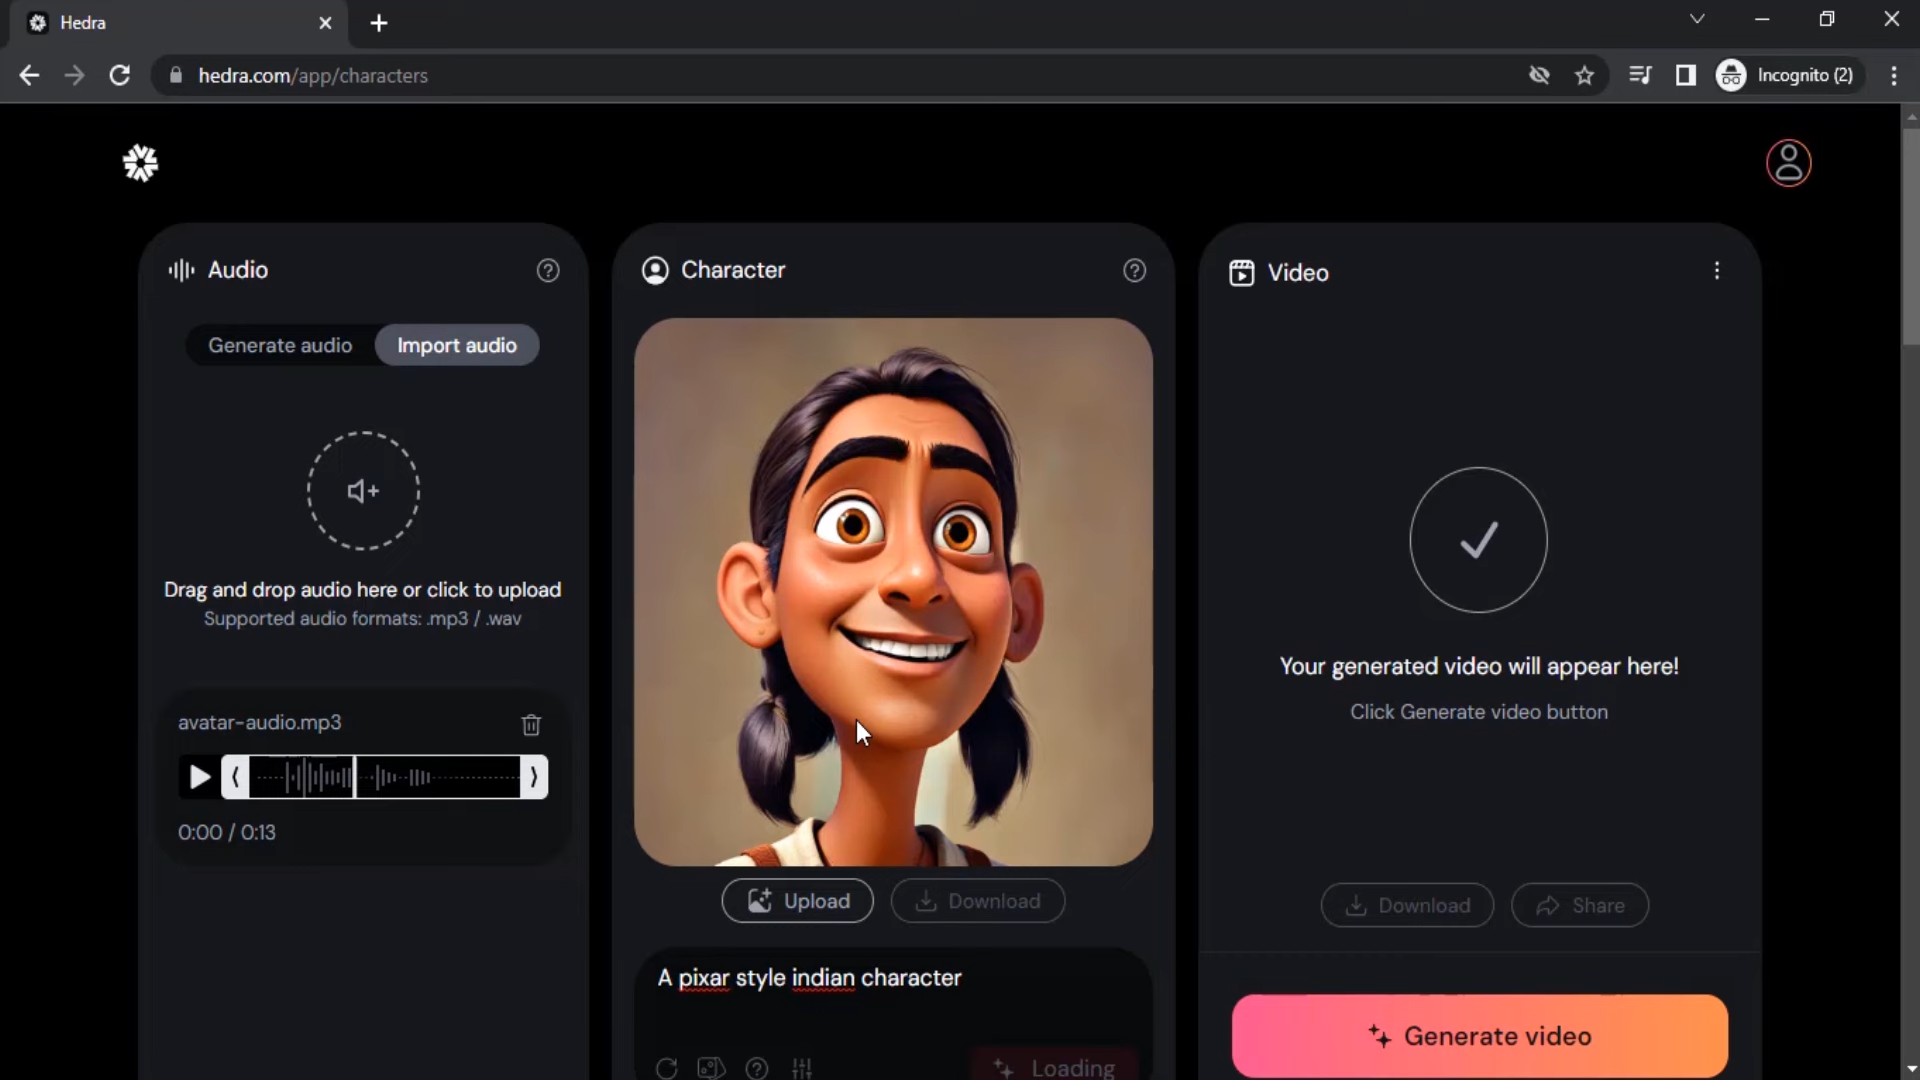 Hedra
hedra.com/app/characters
Incognito (2)
Audio
Generate audio
Import audio
Drag and drop audio here or click to upload
Supported audio formats: .mp3 / .wav
avatar-audio.mp3
0:00 / 0:13
Character
Upload
Download
A pixar style indian character
Loading
Video
Your generated video will appear here!
Click Generate video button
Download
Share
Generate video